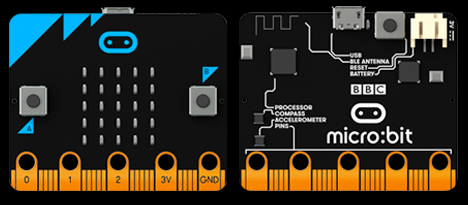 B
A
0 1 2 3V GND
3V
USB
BLE ANTENNA
RESET
BATTERY
BBC
PROCESSOR
COMPASS
ACCELEROMETER
PINS
micro:bit